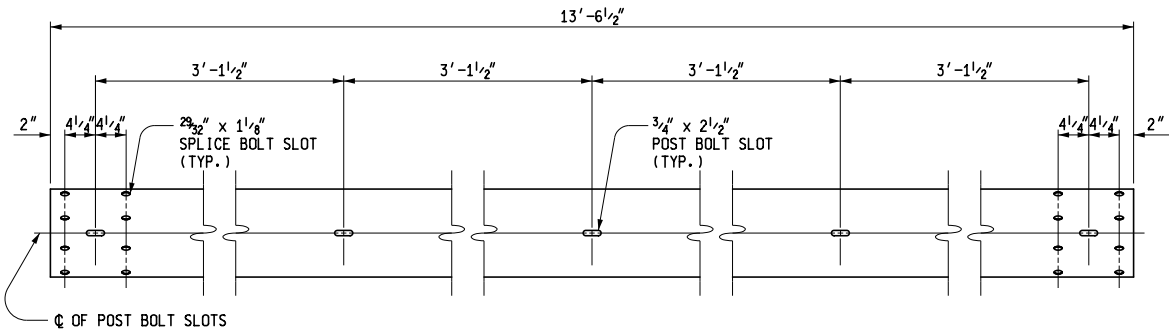 13'-6 1/2"
3'-1 1/2" 3'-1 1/2" 3'-1 1/2" 3'-1 1/2"
2" 4 1/4" 4 1/4" 29/32" x 1 1/8" 3/4" x 2 1/2" 4 1/4" 4 1/4" 2"
SPLICE BOLT SLOT POST BOLT SLOT
(TYP.) (TYP.)
℄ OF POST BOLT SLOTS